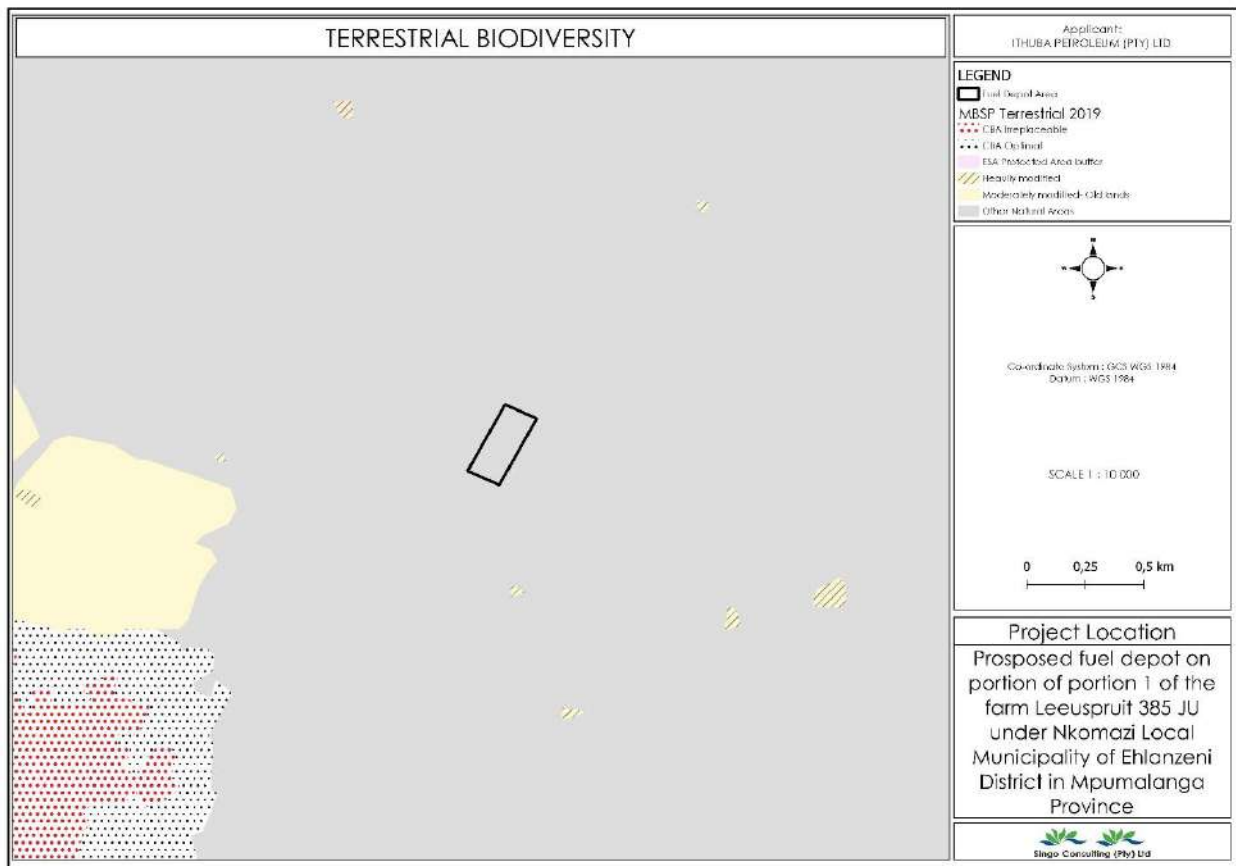 TERRESTRIAL BIODIVERSITY
Applicant:
ITHUBA PETROLEUM (PTY) LTD
LEGEND
Fuel Depot Area
MBSP Terrestrial 2019
CBA Irreplaceable
CBA Optimal
ESA Protected Area buffer
Heavily modified
Moderately modified- Old lands
Other Natural Areas
N
W
E
S
Co-ordinate System : GCS WGS 1984
Datum : WGS 1984
SCALE 1 : 10 000
0 0,25 0,5 km
Project Location
Prosposed fuel depot on
portion of portion 1 of the
farm Leeuspruit 385 JU
under Nkomazi Local
Municipality of Ehlanzeni
District in Mpumalanga
Province
Singo Consulting (Pty) Ltd